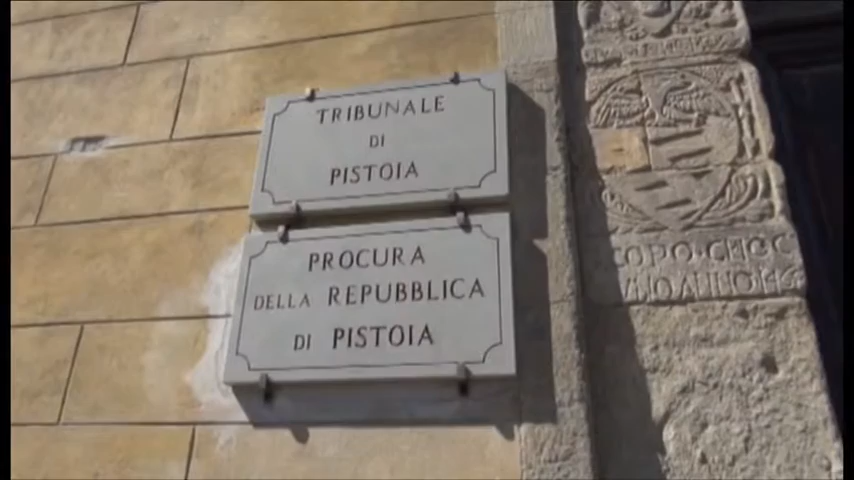 TRIBUNALE
DI
PISTOIA
PROCURA
DELLA REPUBBLICA
DI PISTOIA